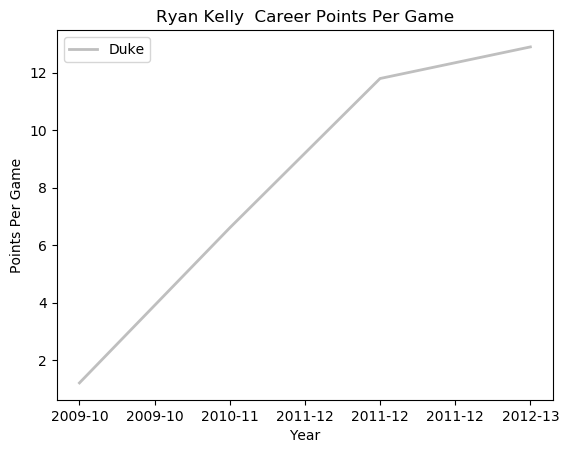 Ryan Kelly  Career Points Per Game
Duke
Points Per Game
12
10
8
6
4
2
2009-10 2009-10 2010-11 2011-12 2011-12 2011-12 2012-13
Year